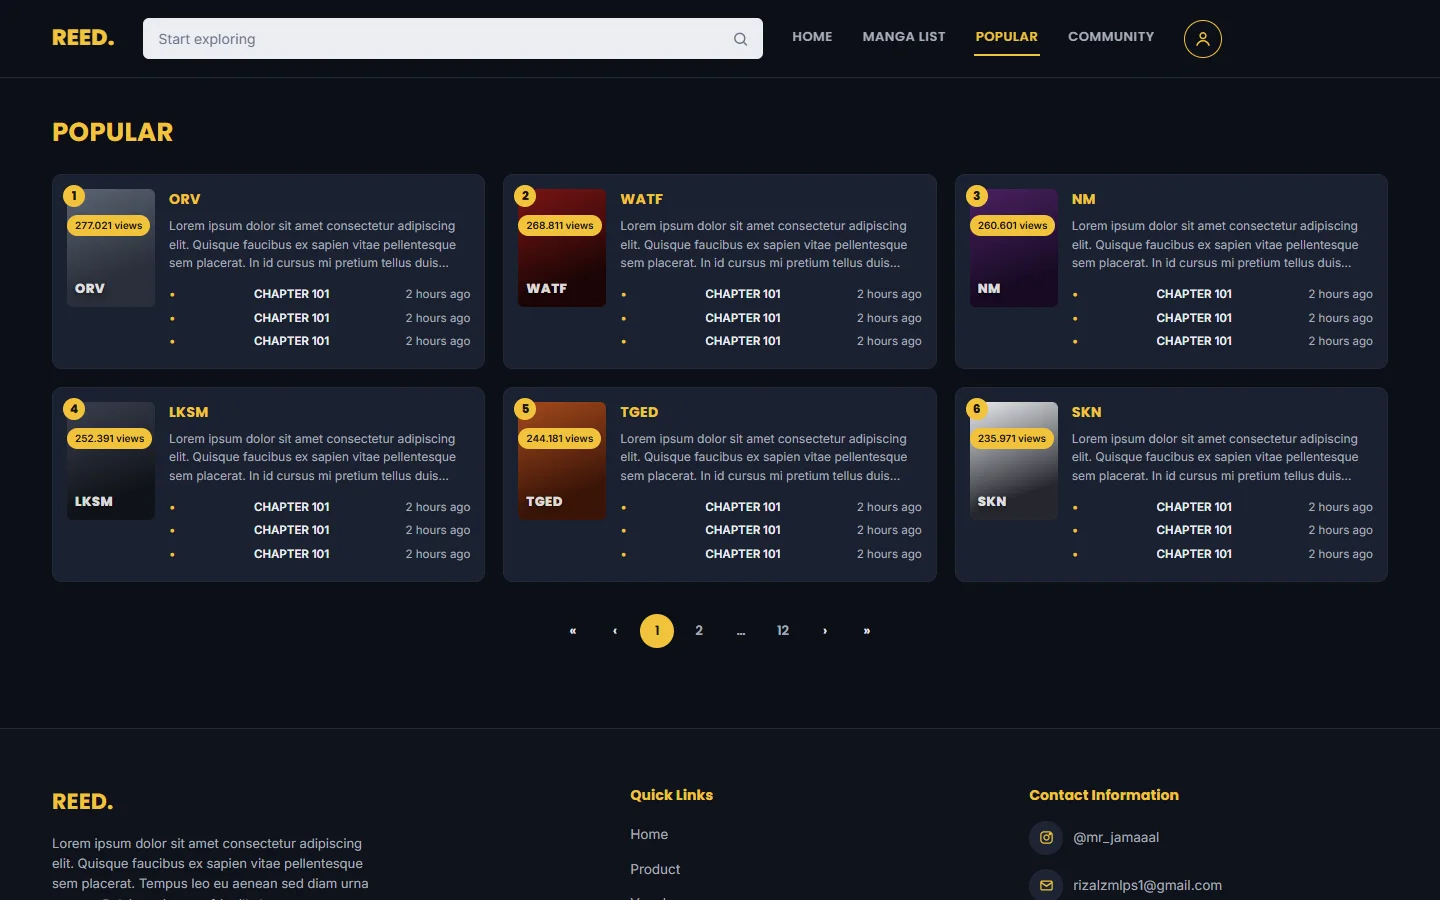 REED.
Start exploring
HOME
MANGA LIST
POPULAR
COMMUNITY
POPULAR
1
277.021 views
ORV
ORV
Lorem ipsum dolor sit amet consectetur adipiscing
elit. Quisque faucibus ex sapien vitae pellentesque
sem placerat. In id cursus mi pretium tellus duis...
• CHAPTER 101 2 hours ago
• CHAPTER 101 2 hours ago
• CHAPTER 101 2 hours ago
2
268.811 views
WATF
WATF
Lorem ipsum dolor sit amet consectetur adipiscing
elit. Quisque faucibus ex sapien vitae pellentesque
sem placerat. In id cursus mi pretium tellus duis...
• CHAPTER 101 2 hours ago
• CHAPTER 101 2 hours ago
• CHAPTER 101 2 hours ago
3
260.601 views
NM
NM
Lorem ipsum dolor sit amet consectetur adipiscing
elit. Quisque faucibus ex sapien vitae pellentesque
sem placerat. In id cursus mi pretium tellus duis...
• CHAPTER 101 2 hours ago
• CHAPTER 101 2 hours ago
• CHAPTER 101 2 hours ago
4
252.391 views
LKSM
LKSM
Lorem ipsum dolor sit amet consectetur adipiscing
elit. Quisque faucibus ex sapien vitae pellentesque
sem placerat. In id cursus mi pretium tellus duis...
• CHAPTER 101 2 hours ago
• CHAPTER 101 2 hours ago
• CHAPTER 101 2 hours ago
5
244.181 views
TGED
TGED
Lorem ipsum dolor sit amet consectetur adipiscing
elit. Quisque faucibus ex sapien vitae pellentesque
sem placerat. In id cursus mi pretium tellus duis...
• CHAPTER 101 2 hours ago
• CHAPTER 101 2 hours ago
• CHAPTER 101 2 hours ago
6
235.971 views
SKN
SKN
Lorem ipsum dolor sit amet consectetur adipiscing
elit. Quisque faucibus ex sapien vitae pellentesque
sem placerat. In id cursus mi pretium tellus duis...
• CHAPTER 101 2 hours ago
• CHAPTER 101 2 hours ago
• CHAPTER 101 2 hours ago
« ‹ 1 2 ... 12 › »
REED.
Lorem ipsum dolor sit amet consectetur adipiscing
elit. Quisque faucibus ex sapien vitae pellentesque
sem placerat. Tempus leo eu aenean sed diam urna
Quick Links
Home
Product
Contact Information
@mr_jamaaal
rizalzmlps1@gmail.com